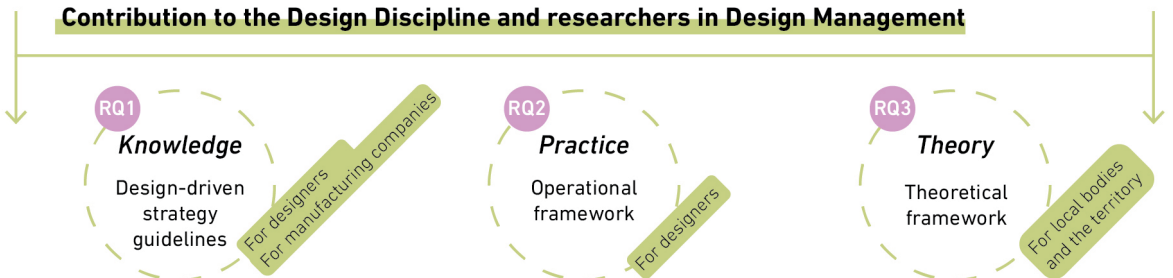 Contribution to the Design Discipline and researchers in Design Management
RQ1
Knowledge
Design-driven
strategy
guidelines
For designers
For manufacturing companies
RQ2
Practice
Operational
framework
For designers
RQ3
Theory
Theoretical
framework
For local bodies
and the territory